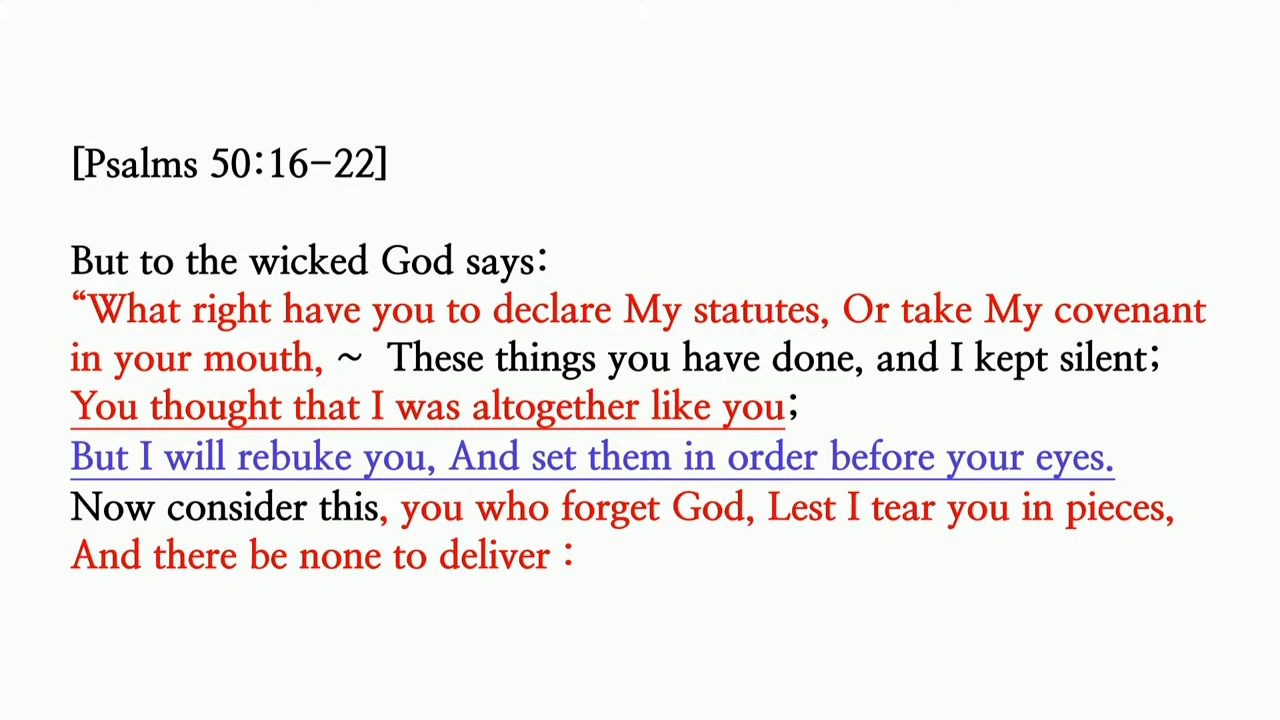 [Psalms 50:16-22]
But to the wicked God says:
“What right have you to declare My statutes, Or take My covenant
in your mouth, ~ These things you have done, and I kept silent;
You thought that I was altogether like you;
But I will rebuke you, And set them in order before your eyes.
Now consider this, you who forget God, Lest I tear you in pieces,
And there be none to deliver :